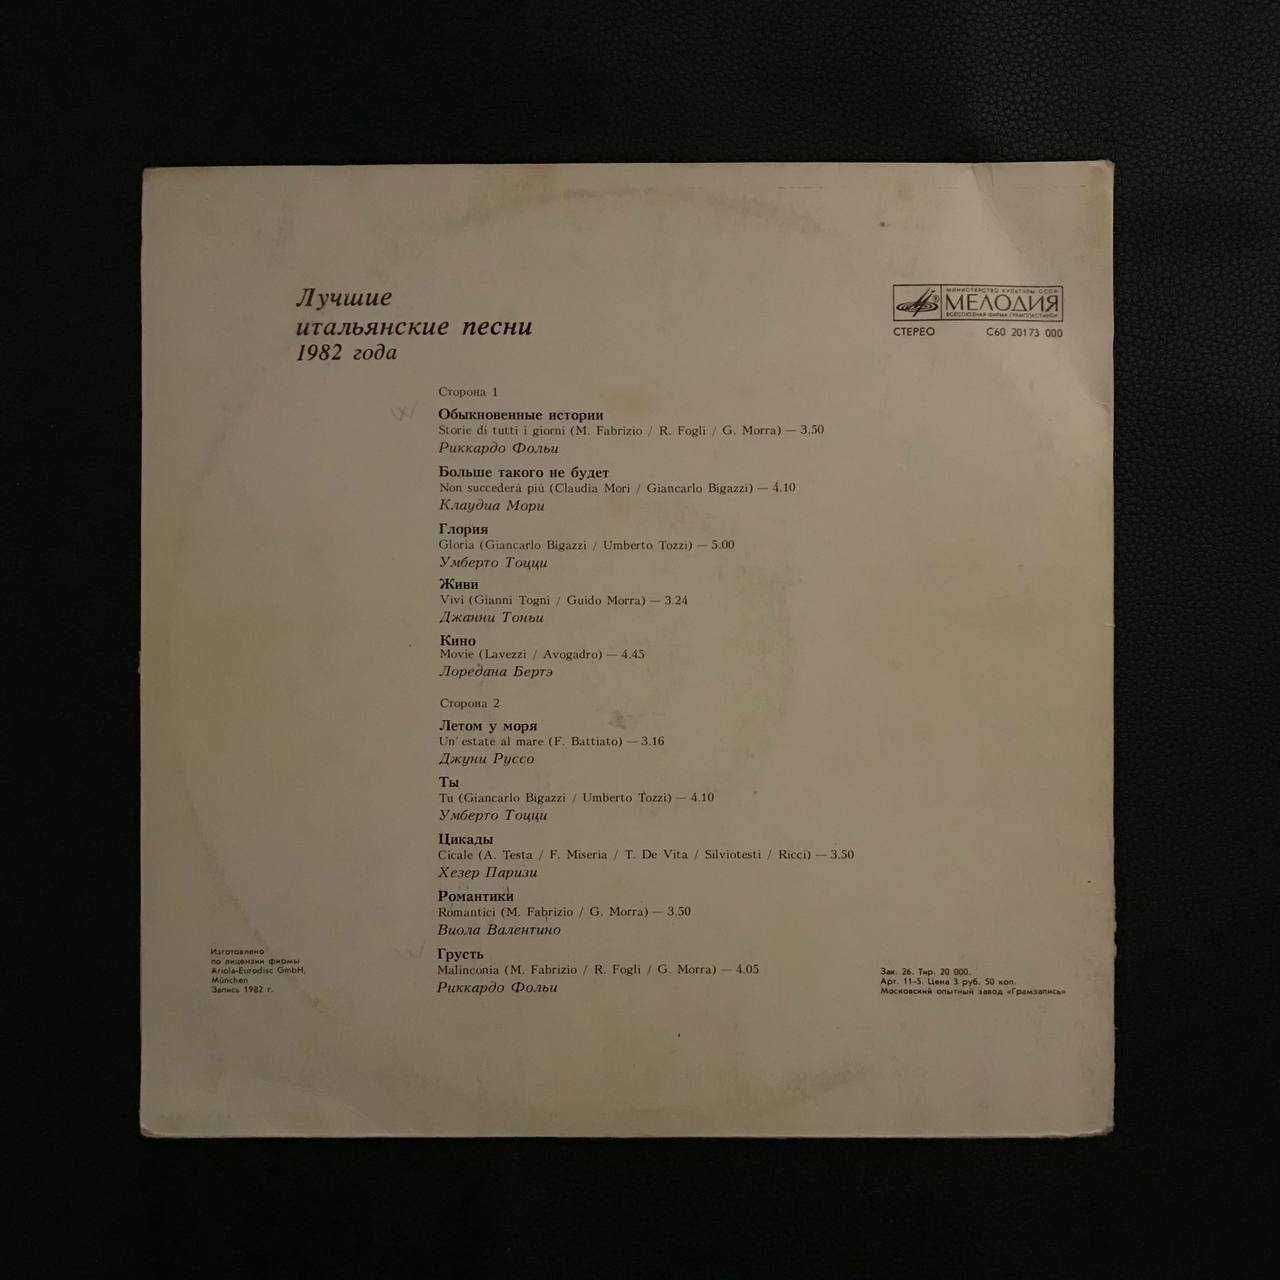 Лучшие
итальянские песни
1982 года
МИНИСТЕРСТВО КУЛЬТУРЫ СССР
МЕЛОДИЯ
ВСЕСОЮЗНАЯ ФИРМА ГРАМПЛАСТИНОК
СТЕРЕО С60 20173 000
Сторона 1
Обыкновенные истории
Storie di tutti i giorni (M. Fabrizio / R. Fogli / G. Morra) — 3.50
Риккардо Фольи
Больше такого не будет
Non succederà più (Claudia Mori / Giancarlo Bigazzi) — 4.10
Клаудиа Мори
Глория
Gloria (Giancarlo Bigazzi / Umberto Tozzi) — 5.00
Умберто Тоцци
Живи
Vivi (Gianni Togni / Guido Morra) — 3.24
Джанни Тоньи
Кино
Movie (Lavezzi / Avogadro) — 4.45
Лоредана Бертэ
Сторона 2
Летом у моря
Un' estate al mare (F. Battiato) — 3.16
Джуни Руссо
Ты
Tu (Giancarlo Bigazzi / Umberto Tozzi) — 4.10
Умберто Тоцци
Цикады
Cicale (A. Testa / F. Miseria / T. De Vita / Silviotesti / Ricci) — 3.50
Хезер Паризи
Романтики
Romantici (M. Fabrizio / G. Morra) — 3.50
Виола Валентино
Грусть
Malinconia (M. Fabrizio / R. Fogli / G. Morra) — 4.05
Риккардо Фольи
Изготовлено
по лицензии фирмы
Ariola-Eurodisc GmbH,
München
Запись 1982 г.
Зак. 26. Тир. 20 000.
Арт. 11-5. Цена 3 руб. 50 коп.
Московский опытный завод «Грамзапись»